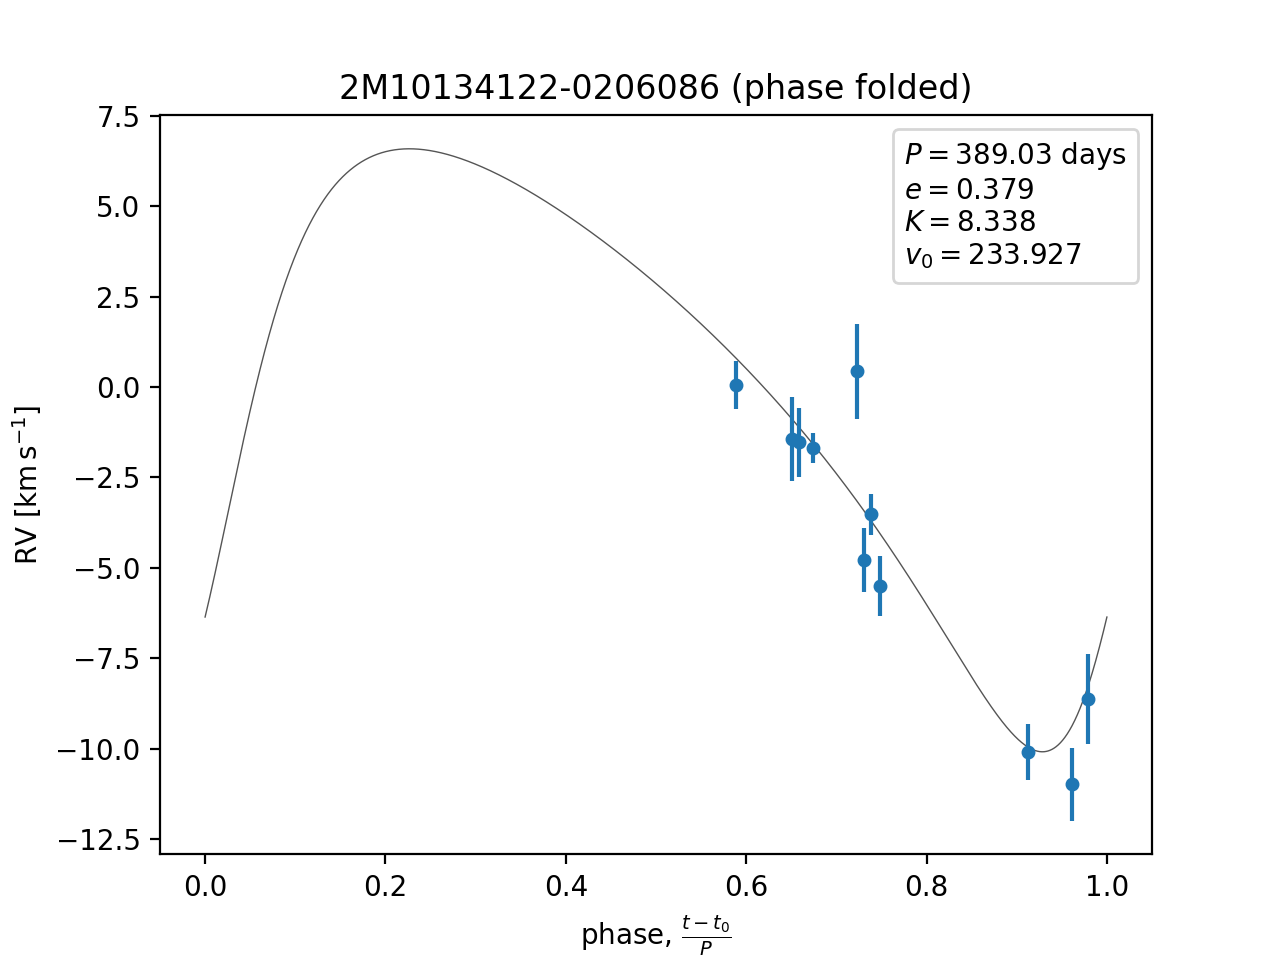 2M10134122-0206086 (phase folded)
P = 389.03 days
e = 0.379
K = 8.338
v₀ = 233.927
7.5
5.0
2.5
0.0
−2.5
−5.0
−7.5
−10.0
−12.5
RV [km s⁻¹]
0.0 0.2 0.4 0.6 0.8 1.0
phase, (t − t₀)/P